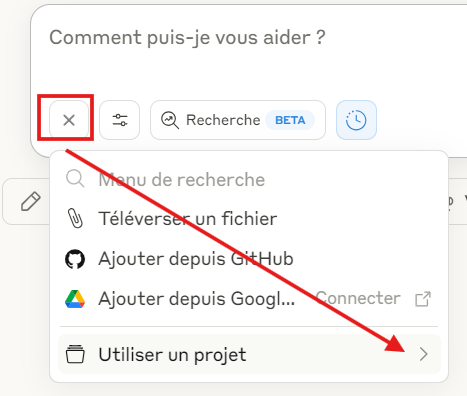 Comment puis-je vous aider ?
Recherche BETA
Menu de recherche
Téléverser un fichier
Ajouter depuis GitHub
Ajouter depuis Googl... Connecter
Utiliser un projet